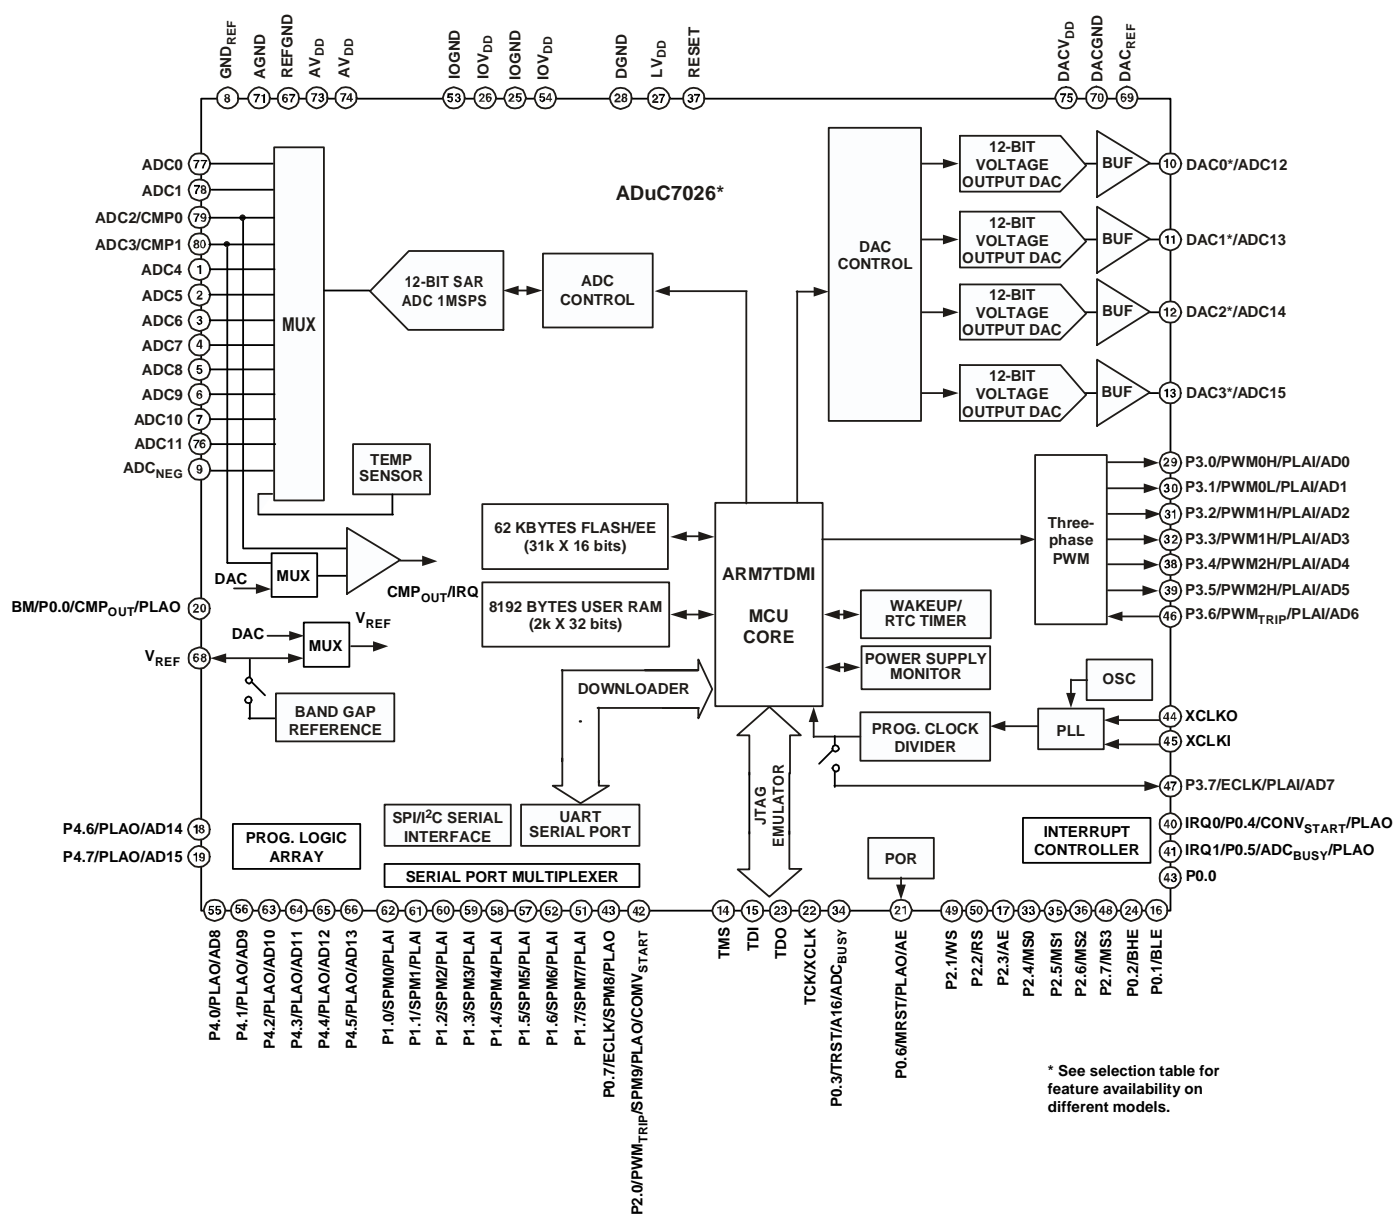 GND_REF
AGND
REFGND
AV_DD
AV_DD
IOGND
IOV_DD
IOGND
IOV_DD
DGND
LV_DD
RESET
DACV_DD
DACGND
DAC_REF
8
71
67
73
74
53
26
25
54
28
27
37
75
70
69
ADuC7026*
ADC0 77
ADC1 78
ADC2/CMP0 79
ADC3/CMP1 80
ADC4 1
ADC5 2
ADC6 3
ADC7 4
ADC8 5
ADC9 6
ADC10 7
ADC11 76
ADC_NEG 9
MUX
12-BIT SAR
ADC 1MSPS
ADC
CONTROL
TEMP
SENSOR
DAC
CONTROL
12-BIT
VOLTAGE
OUTPUT DAC
BUF
10 DAC0*/ADC12
12-BIT
VOLTAGE
OUTPUT DAC
BUF
11 DAC1*/ADC13
12-BIT
VOLTAGE
OUTPUT DAC
BUF
12 DAC2*/ADC14
12-BIT
VOLTAGE
OUTPUT DAC
BUF
13 DAC3*/ADC15
62 KBYTES FLASH/EE
(31k X 16 bits)
8192 BYTES USER RAM
(2k X 32 bits)
ARM7TDMI
MCU
CORE
Three-
phase
PWM
29 P3.0/PWM0H/PLAI/AD0
30 P3.1/PWM0L/PLAI/AD1
31 P3.2/PWM1H/PLAI/AD2
32 P3.3/PWM1H/PLAI/AD3
38 P3.4/PWM2H/PLAI/AD4
39 P3.5/PWM2H/PLAI/AD5
46 P3.6/PWM_TRIP/PLAI/AD6
DAC
MUX
CMP_OUT/IRQ
BM/P0.0/CMP_OUT/PLAO 20
DAC
MUX
V_REF
V_REF 68
BAND GAP
REFERENCE
WAKEUP/
RTC TIMER
POWER SUPPLY
MONITOR
OSC
PROG. CLOCK
DIVIDER
PLL
44 XCLKO
45 XCLKI
47 P3.7/ECLK/PLAI/AD7
DOWNLOADER
JTAG
EMULATOR
SPI/I²C SERIAL
INTERFACE
UART
SERIAL PORT
P4.6/PLAO/AD14 18
P4.7/PLAO/AD15 19
PROG. LOGIC
ARRAY
SERIAL PORT MULTIPLEXER
POR
INTERRUPT
CONTROLLER
40 IRQ0/P0.4/CONV_START/PLAO
41 IRQ1/P0.5/ADC_BUSY/PLAO
43 P0.0
55
56
63
64
65
66
62
61
60
59
58
57
52
51
43
42
14
15
23
22
34
21
49
50
17
33
35
36
48
24
16
P4.0/PLAO/AD8
P4.1/PLAO/AD9
P4.2/PLAO/AD10
P4.3/PLAO/AD11
P4.4/PLAO/AD12
P4.5/PLAO/AD13
P1.0/SPM0/PLAI
P1.1/SPM1/PLAI
P1.2/SPM2/PLAI
P1.3/SPM3/PLAI
P1.4/SPM4/PLAI
P1.5/SPM5/PLAI
P1.6/SPM6/PLAI
P1.7/SPM7/PLAI
P0.7/ECLK/SPM8/PLAO
P2.0/PWM_TRIP/SPM9/PLAO/COMV_START
TMS
TDI
TDO
TCK/XCLK
P0.3/TRST/A16/ADC_BUSY
P0.6/MRST/PLAO/AE
P2.1/WS
P2.2/RS
P2.3/AE
P2.4/MS0
P2.5/MS1
P2.6/MS2
P2.7/MS3
P0.2/BHE
P0.1/BLE
* See selection table for
feature availability on
different models.